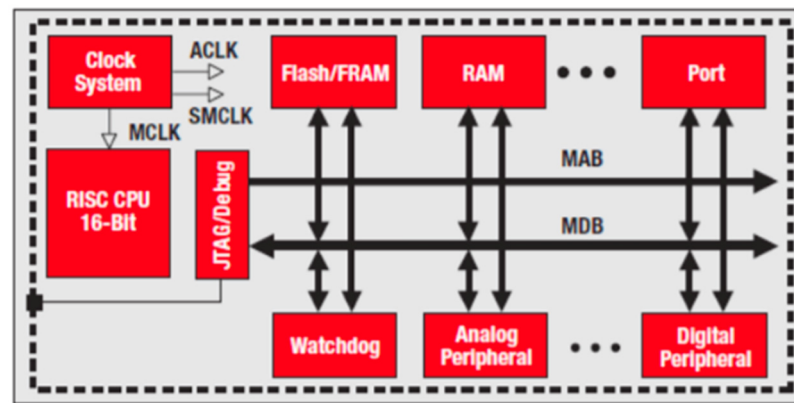 Clock
System
ACLK
SMCLK
MCLK
Flash/FRAM
RAM
Port
RISC CPU
16-Bit
JTAG/Debug
MAB
MDB
Watchdog
Analog
Peripheral
Digital
Peripheral